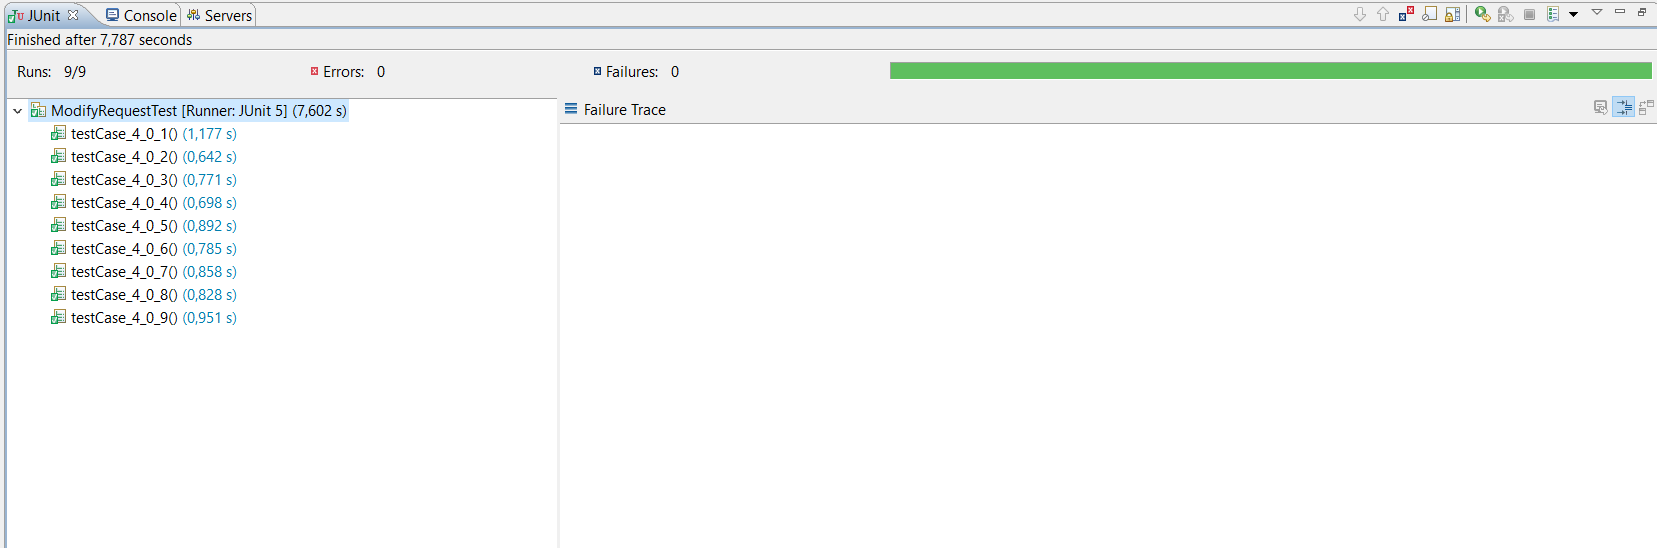 JUnit Console Servers
Finished after 7,787 seconds
Runs: 9/9 Errors: 0 Failures: 0
ModifyRequestTest [Runner: JUnit 5] (7,602 s)
Failure Trace
testCase_4_0_1() (1,177 s)
testCase_4_0_2() (0,642 s)
testCase_4_0_3() (0,771 s)
testCase_4_0_4() (0,698 s)
testCase_4_0_5() (0,892 s)
testCase_4_0_6() (0,785 s)
testCase_4_0_7() (0,858 s)
testCase_4_0_8() (0,828 s)
testCase_4_0_9() (0,951 s)